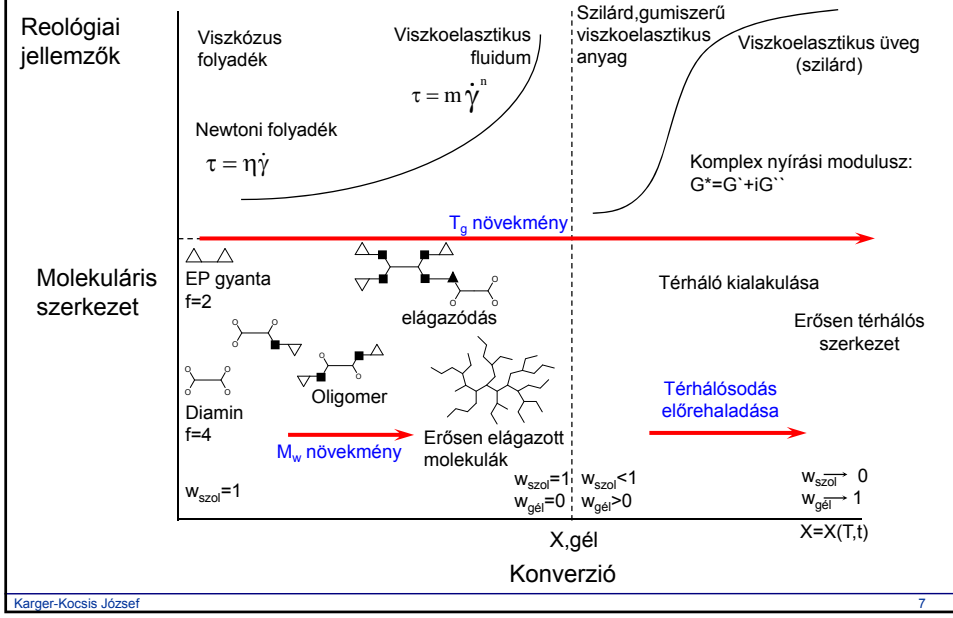 Reológiai
jellemzők
Viszkózus
folyadék
Newtoni folyadék
τ = ηγ̇
Viszkoelasztikus
fluidum
τ = m γ̇ⁿ
Szilárd,gumiszerű
viszkoelasztikus
anyag
Viszkoelasztikus üveg
(szilárd)
Komplex nyírási modulusz:
G*=G`+iG``
Tg növekmény
Molekuláris
szerkezet
EP gyanta
f=2
elágazódás
Térháló kialakulása
Erősen térhálós
szerkezet
O O
O
O
O
O
O O
O O
O O
Diamin
f=4
Oligomer
Mw növekmény
Erősen elágazott
molekulák
Térhálósodás
előrehaladása
wszol=1
wszol=1
wgél=0
wszol<1
wgél>0
wszol → 0
wgél → 1
X,gél
X=X(T,t)
Konverzió
Karger-Kocsis József
7